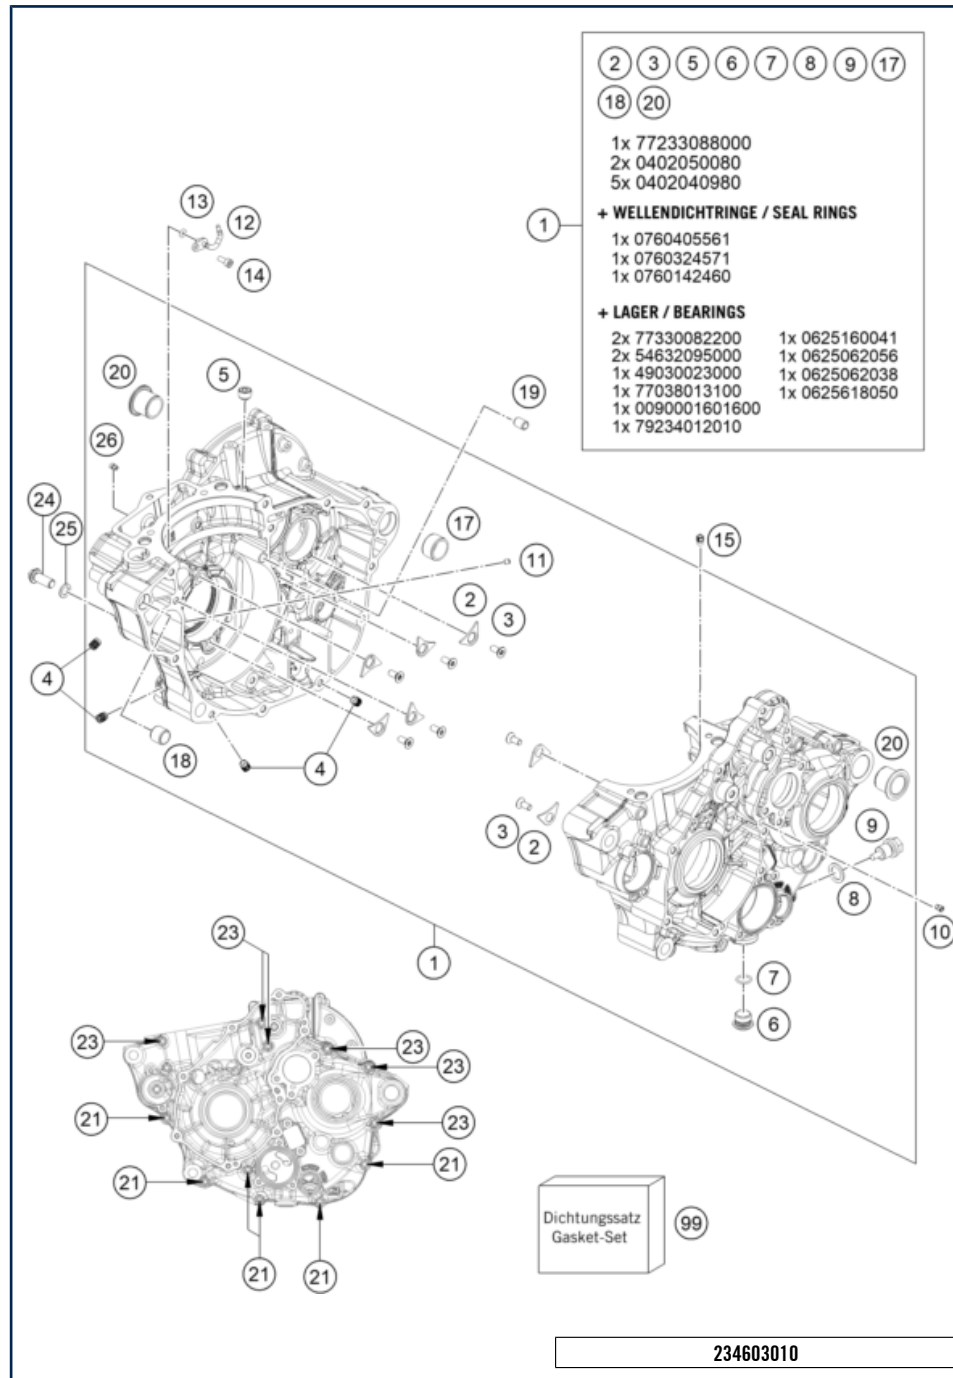 2 3 5 6 7 8 9 17
18 20
1x 77233088000
2x 0402050080
5x 0402040980
+ WELLENDICHTRINGE / SEAL RINGS
1x 0760405561
1x 0760324571
1x 0760142460
+ LAGER / BEARINGS
2x 77330082200 1x 0625160041
2x 54632095000 1x 0625062056
1x 49030023000 1x 0625062038
1x 77038013100 1x 0625618050
1x 0090001601600
1x 79234012010
1
13
12
14
20
5
19
26
24
25
17
11
15
2
3
4
18
4
20
9
3
2
8
10
1
7
6
23
23
23
23
23
21
21
21
21
21
Dichtungssatz
Gasket-Set
99
234603010